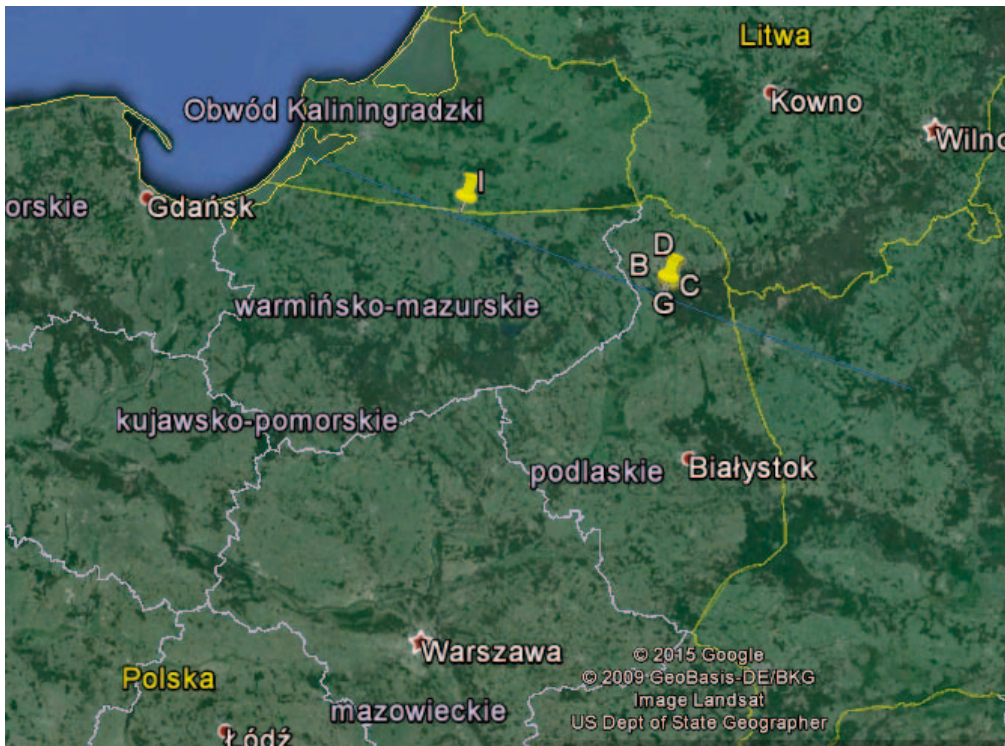 Litwa
Kowno
Obwód Kaliningradzki
Wilno
I
Gdańsk
orskie
D
B
C
G
warmińsko-mazurskie
kujawsko-pomorskie
podlaskie
Białystok
Warszawa
© 2015 Google
© 2009 GeoBasis-DE/BKG
Image Landsat
US Dept of State Geographer
Polska
mazowieckie
Łódź